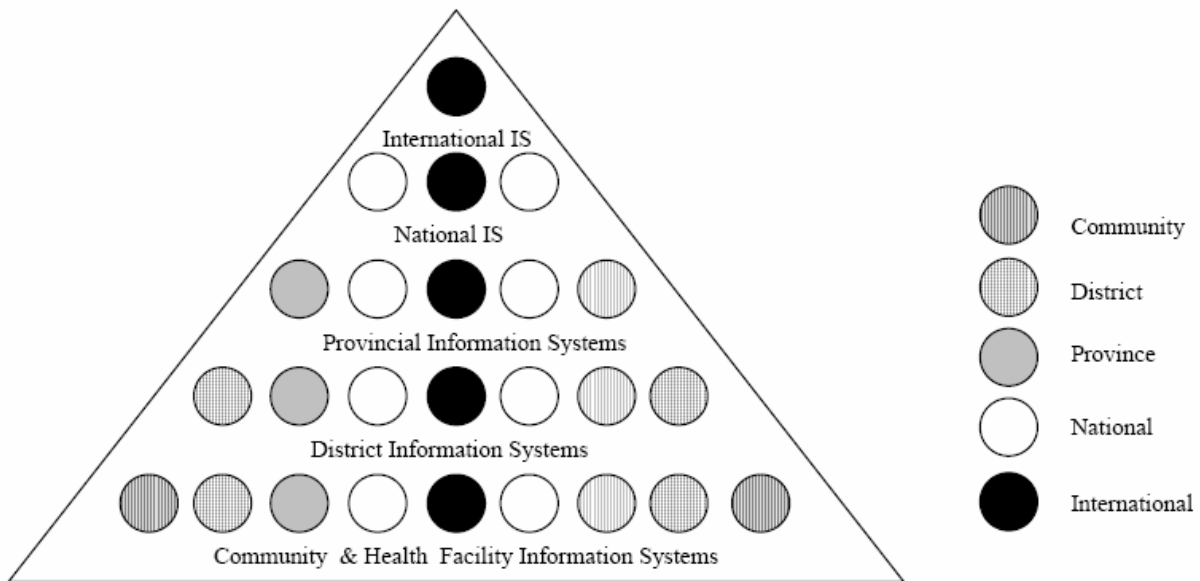 International IS
National IS
Provincial Information Systems
District Information Systems
Community & Health Facility Information Systems
Community
District
Province
National
International